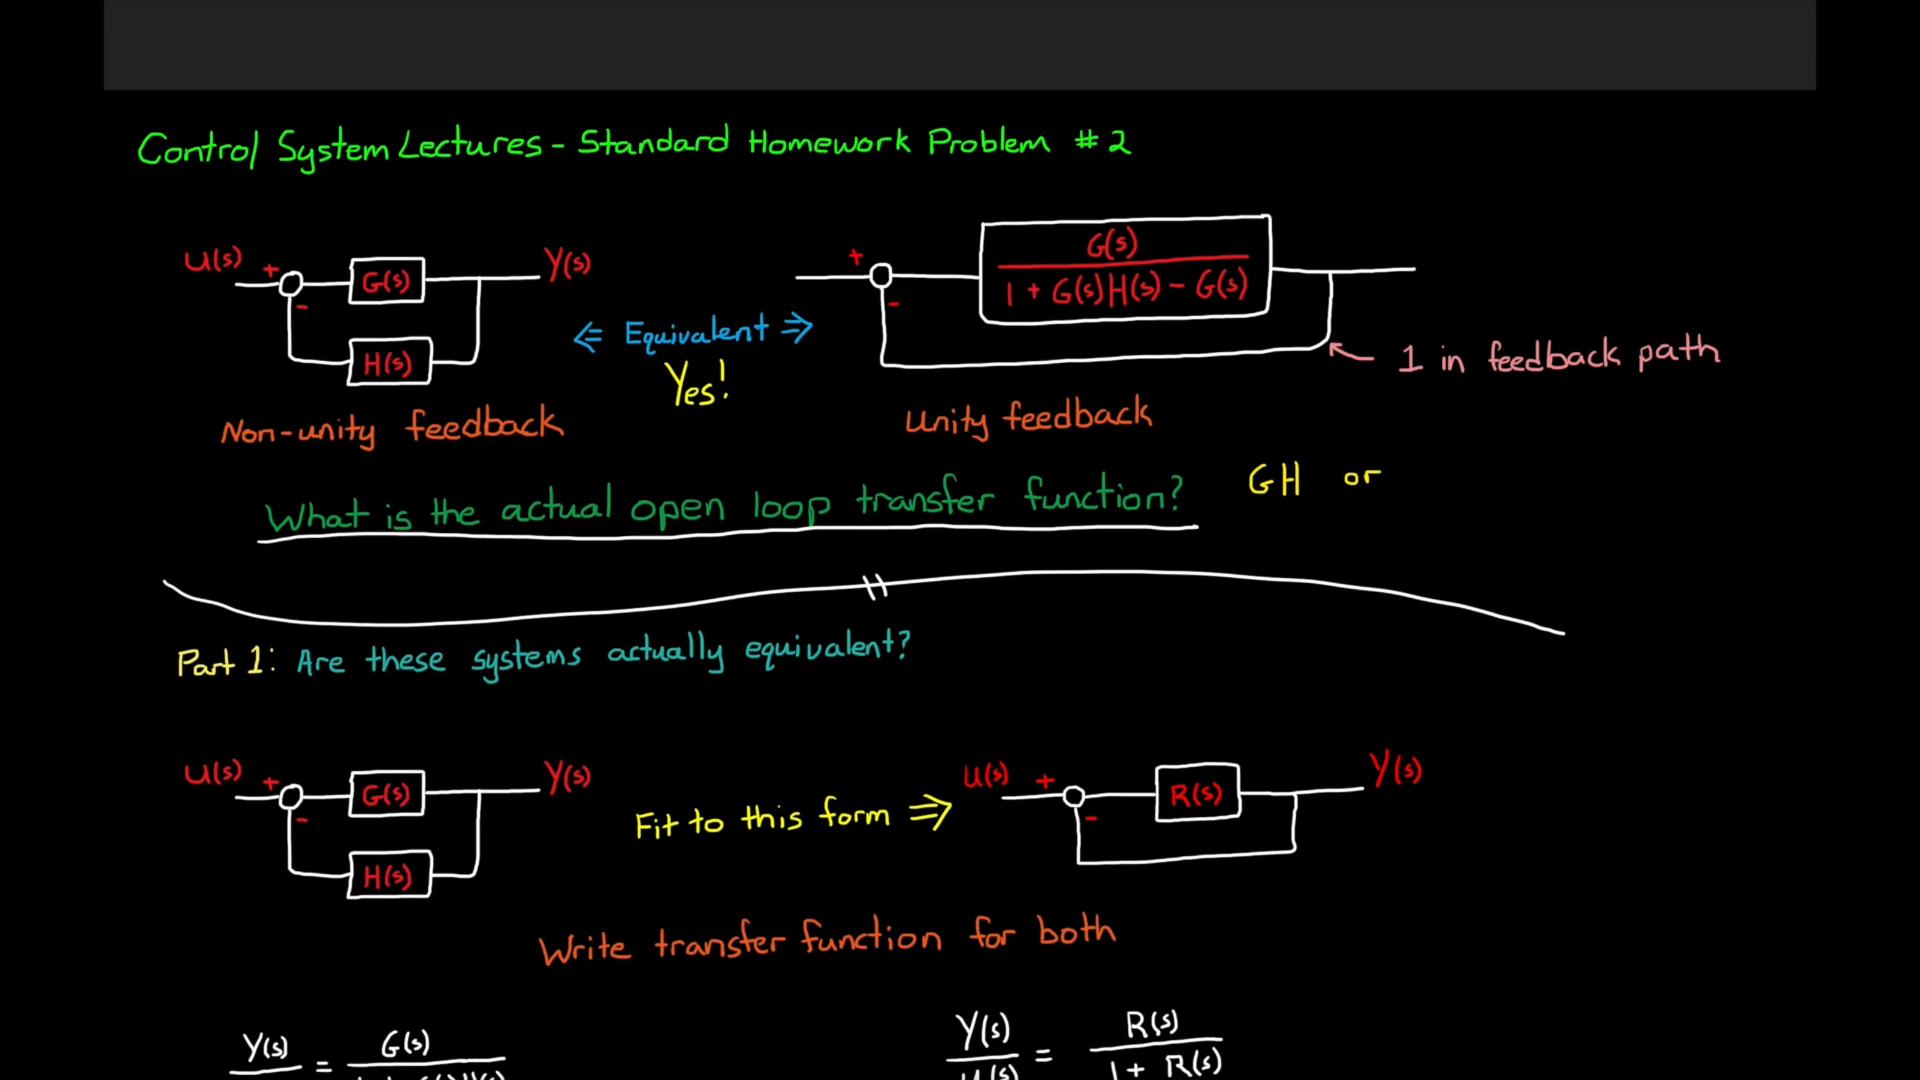 Control System Lectures - Standard Homework Problem #2
U(s) + - G(s) Y(s)
H(s)
+ - G(s)
1 + G(s)H(s) - G(s)
⇐ Equivalent ⇒
Yes!
1 in feedback path
Non-unity feedback
Unity feedback
What is the actual open loop transfer function?
GH or
Part 1: Are these systems actually equivalent?
U(s) + - G(s) Y(s)
H(s)
Fit to this form ⇒
U(s) + - R(s) Y(s)
Write transfer function for both
Y(s) = G(s)
Y(s) = R(s)
U(s) 1 + R(s)